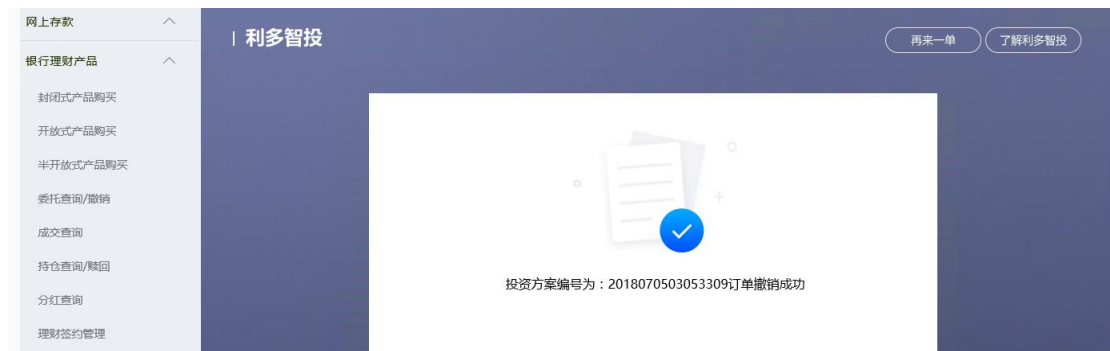 网上存款
银行理财产品
封闭式产品购买
开放式产品购买
半开放式产品购买
委托查询/撤销
成交查询
持仓查询/赎回
分红查询
理财签约管理
利多智投
再来一单
了解利多智投
投资方案编号为：2018070503053309订单撤销成功